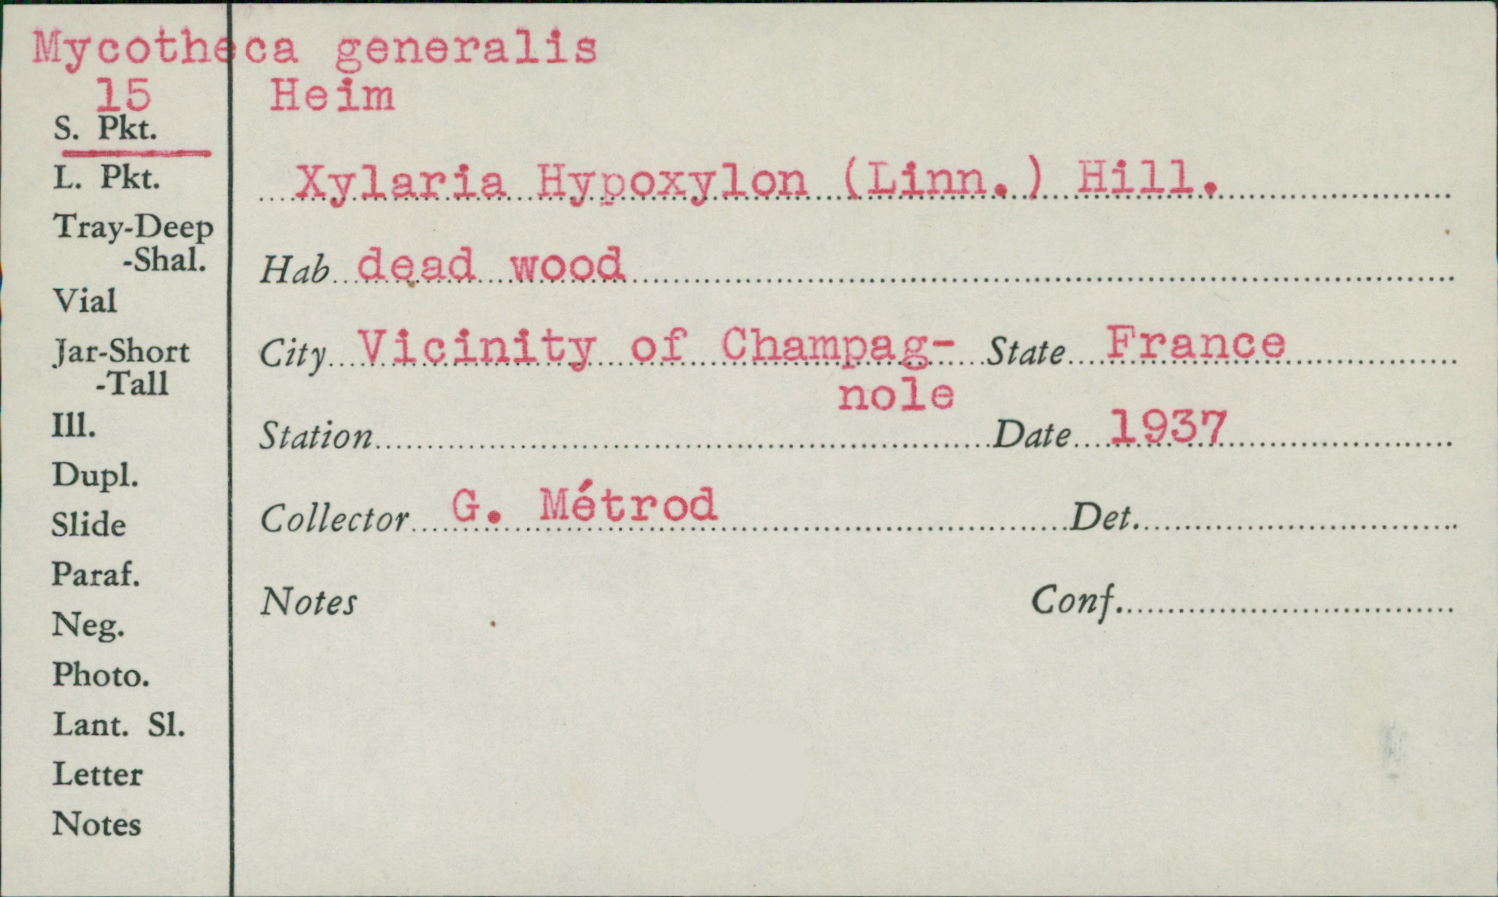 Mycotheca generalis
15 Heim
S. Pkt.
L. Pkt.
Tray-Deep
-Shal.
Vial
Jar-Short
-Tall
Ill.
Dupl.
Slide
Paraf.
Neg.
Photo.
Lant. Sl.
Letter
Notes
Xylaria Hypoxylon (Linn.) Hill.
Hab dead wood
City Vicinity of Champag- State France
nole
Station Date 1937
Collector G. Métrod Det.
Notes Conf.